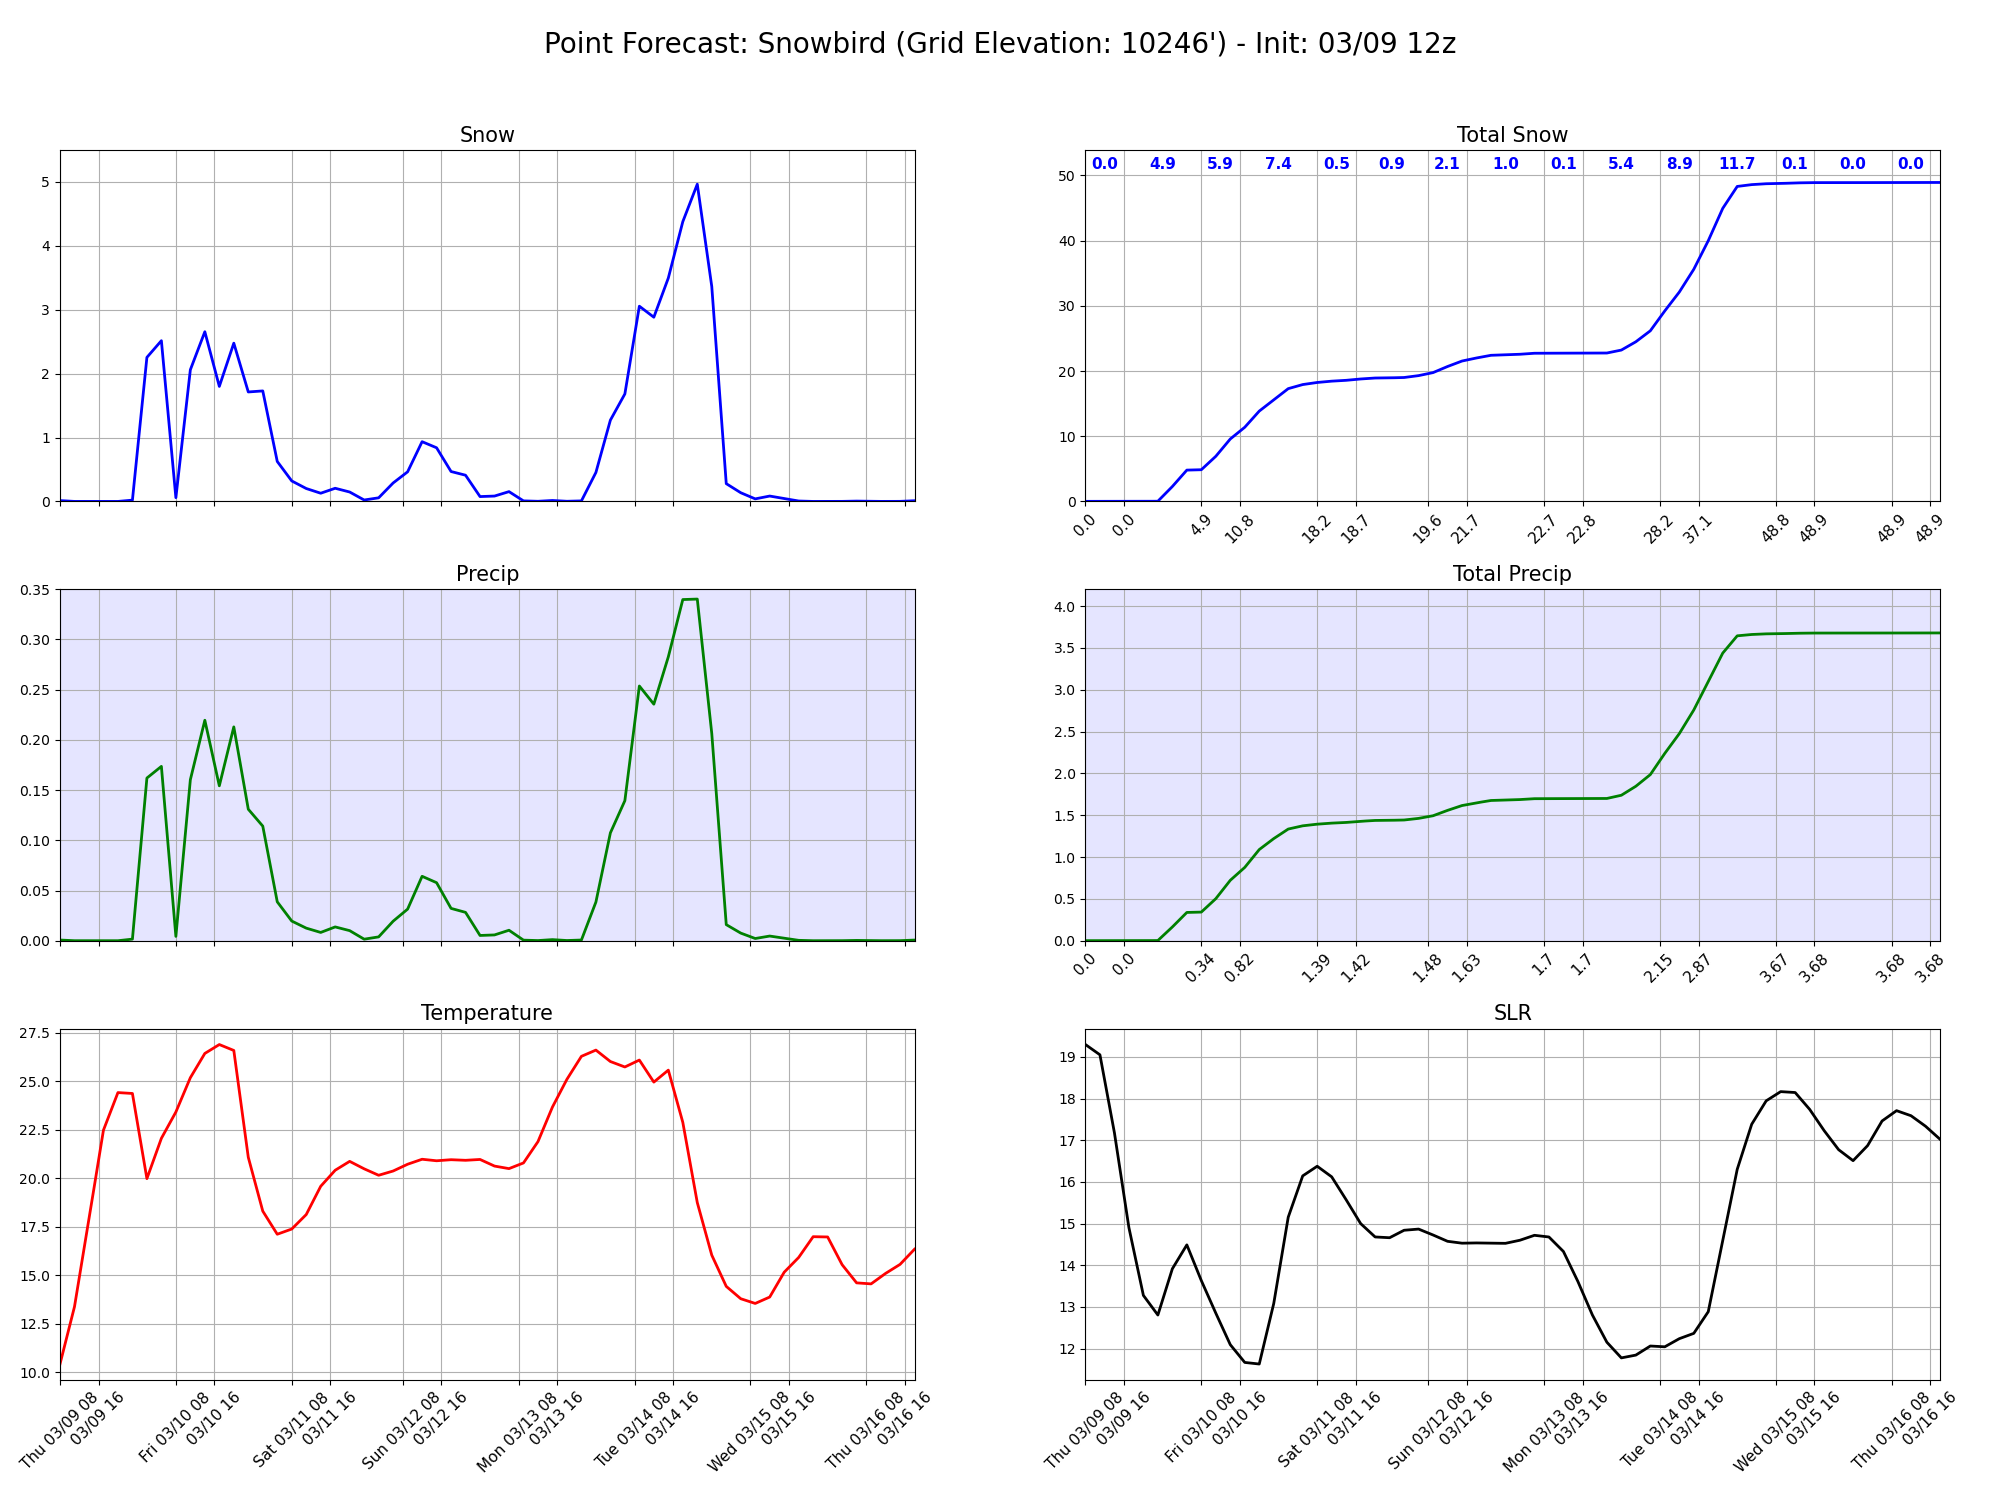 Point Forecast: Snowbird (Grid Elevation: 10246') - Init: 03/09 12z
Snow
5
4
3
2
1
0
Total Snow
0.0 4.9 5.9 7.4 0.5 0.9 2.1 1.0 0.1 5.4 8.9 11.7 0.1 0.0 0.0
50
40
30
20
10
0
0.0 0.0 4.9 10.8 18.2 18.7 19.6 21.7 22.7 22.8 28.2 37.1 48.8 48.9 48.9 48.9
Precip
0.35
0.30
0.25
0.20
0.15
0.10
0.05
0.00
Total Precip
4.0
3.5
3.0
2.5
2.0
1.5
1.0
0.5
0.0
0.0 0.0 0.34 0.82 1.39 1.42 1.48 1.63 1.7 1.7 2.15 2.87 3.67 3.68 3.68 3.68
Temperature
27.5
25.0
22.5
20.0
17.5
15.0
12.5
10.0
Thu 03/09 08
03/09 16
Fri 03/10 08
03/10 16
Sat 03/11 08
03/11 16
Sun 03/12 08
03/12 16
Mon 03/13 08
03/13 16
Tue 03/14 08
03/14 16
Wed 03/15 08
03/15 16
Thu 03/16 08
03/16 16
SLR
19
18
17
16
15
14
13
12
Thu 03/09 08
03/09 16
Fri 03/10 08
03/10 16
Sat 03/11 08
03/11 16
Sun 03/12 08
03/12 16
Mon 03/13 08
03/13 16
Tue 03/14 08
03/14 16
Wed 03/15 08
03/15 16
Thu 03/16 08
03/16 16